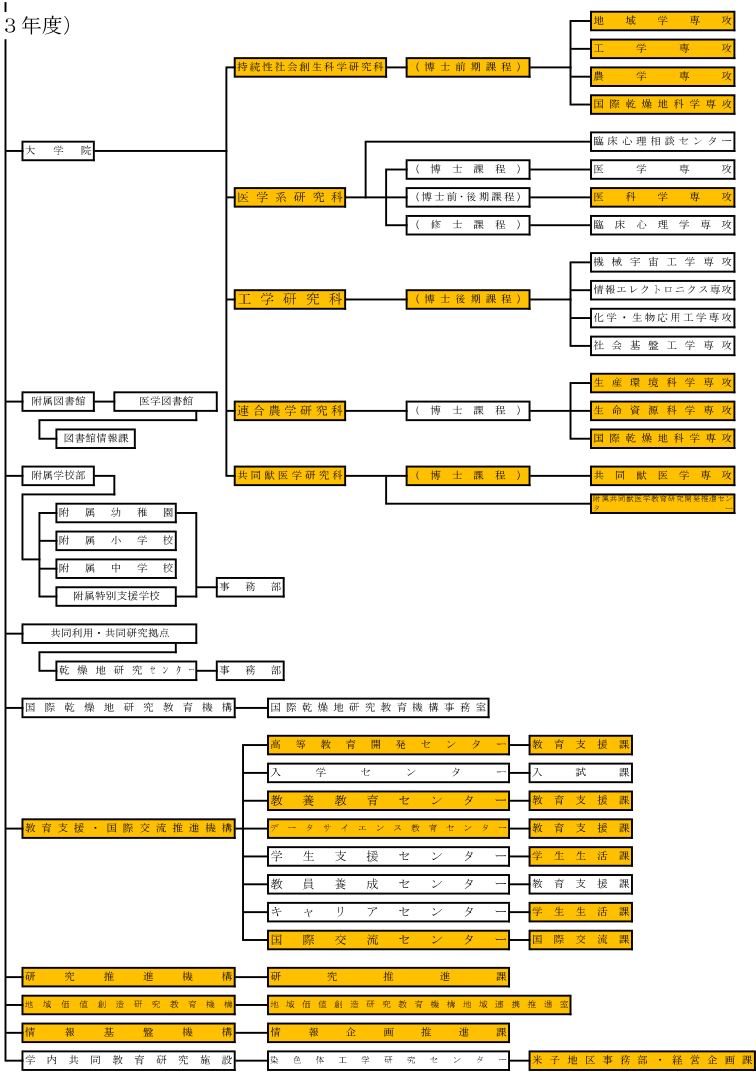 3年度）
大学院
持続性社会創生科学研究科
（博士前期課程）
地域学専攻
工学専攻
農学専攻
国際乾燥地科学専攻
医学系研究科
臨床心理相談センター
（博士課程）
医学専攻
（博士前・後期課程）
医科学専攻
（修士課程）
臨床心理学専攻
工学研究科
（博士後期課程）
機械宇宙工学専攻
情報エレクトロニクス専攻
化学・生物応用工学専攻
社会基盤工学専攻
連合農学研究科
（博士課程）
生産環境科学専攻
生命資源科学専攻
国際乾燥地科学専攻
共同獣医学研究科
（博士課程）
共同獣医学専攻
附属共同獣医学教育研究開発推進セン
ター
附属図書館
医学図書館
図書館情報課
附属学校部
附属幼稚園
附属小学校
附属中学校
附属特別支援学校
事務部
共同利用・共同研究拠点
乾燥地研究センター
事務部
国際乾燥地研究教育機構
国際乾燥地研究教育機構事務室
教育支援・国際交流推進機構
高等教育開発センター
教育支援課
入学センター
入試課
教養教育センター
教育支援課
データサイエンス教育センター
教育支援課
学生支援センター
学生生活課
教員養成センター
教育支援課
キャリアセンター
学生生活課
国際交流センター
国際交流課
研究推進機構
研究推進課
地域価値創造研究教育機構
地域価値創造研究教育機構地域連携推進室
情報基盤機構
情報企画推進課
学内共同教育研究施設
染色体工学研究センター
米子地区事務部・経営企画課